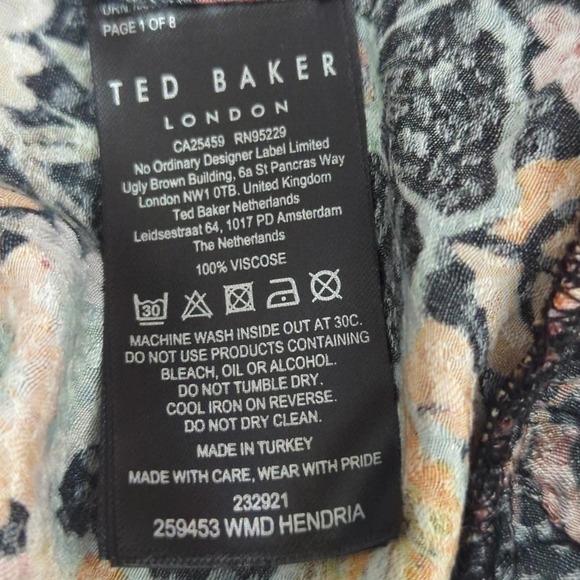 PAGE 1 OF 8
TED BAKER
LONDON
CA25459 RN95229
No Ordinary Designer Label Limited
Ugly Brown Building, 6a St Pancras Way
London NW1 0TB. United Kingdom
Ted Baker Netherlands
Leidsestraat 64, 1017 PD Amsterdam
The Netherlands
100% VISCOSE
30
MACHINE WASH INSIDE OUT AT 30C.
DO NOT USE PRODUCTS CONTAINING
BLEACH, OIL OR ALCOHOL.
DO NOT TUMBLE DRY.
COOL IRON ON REVERSE.
DO NOT DRY CLEAN.
MADE IN TURKEY
MADE WITH CARE, WEAR WITH PRIDE
232921
259453 WMD HENDRIA